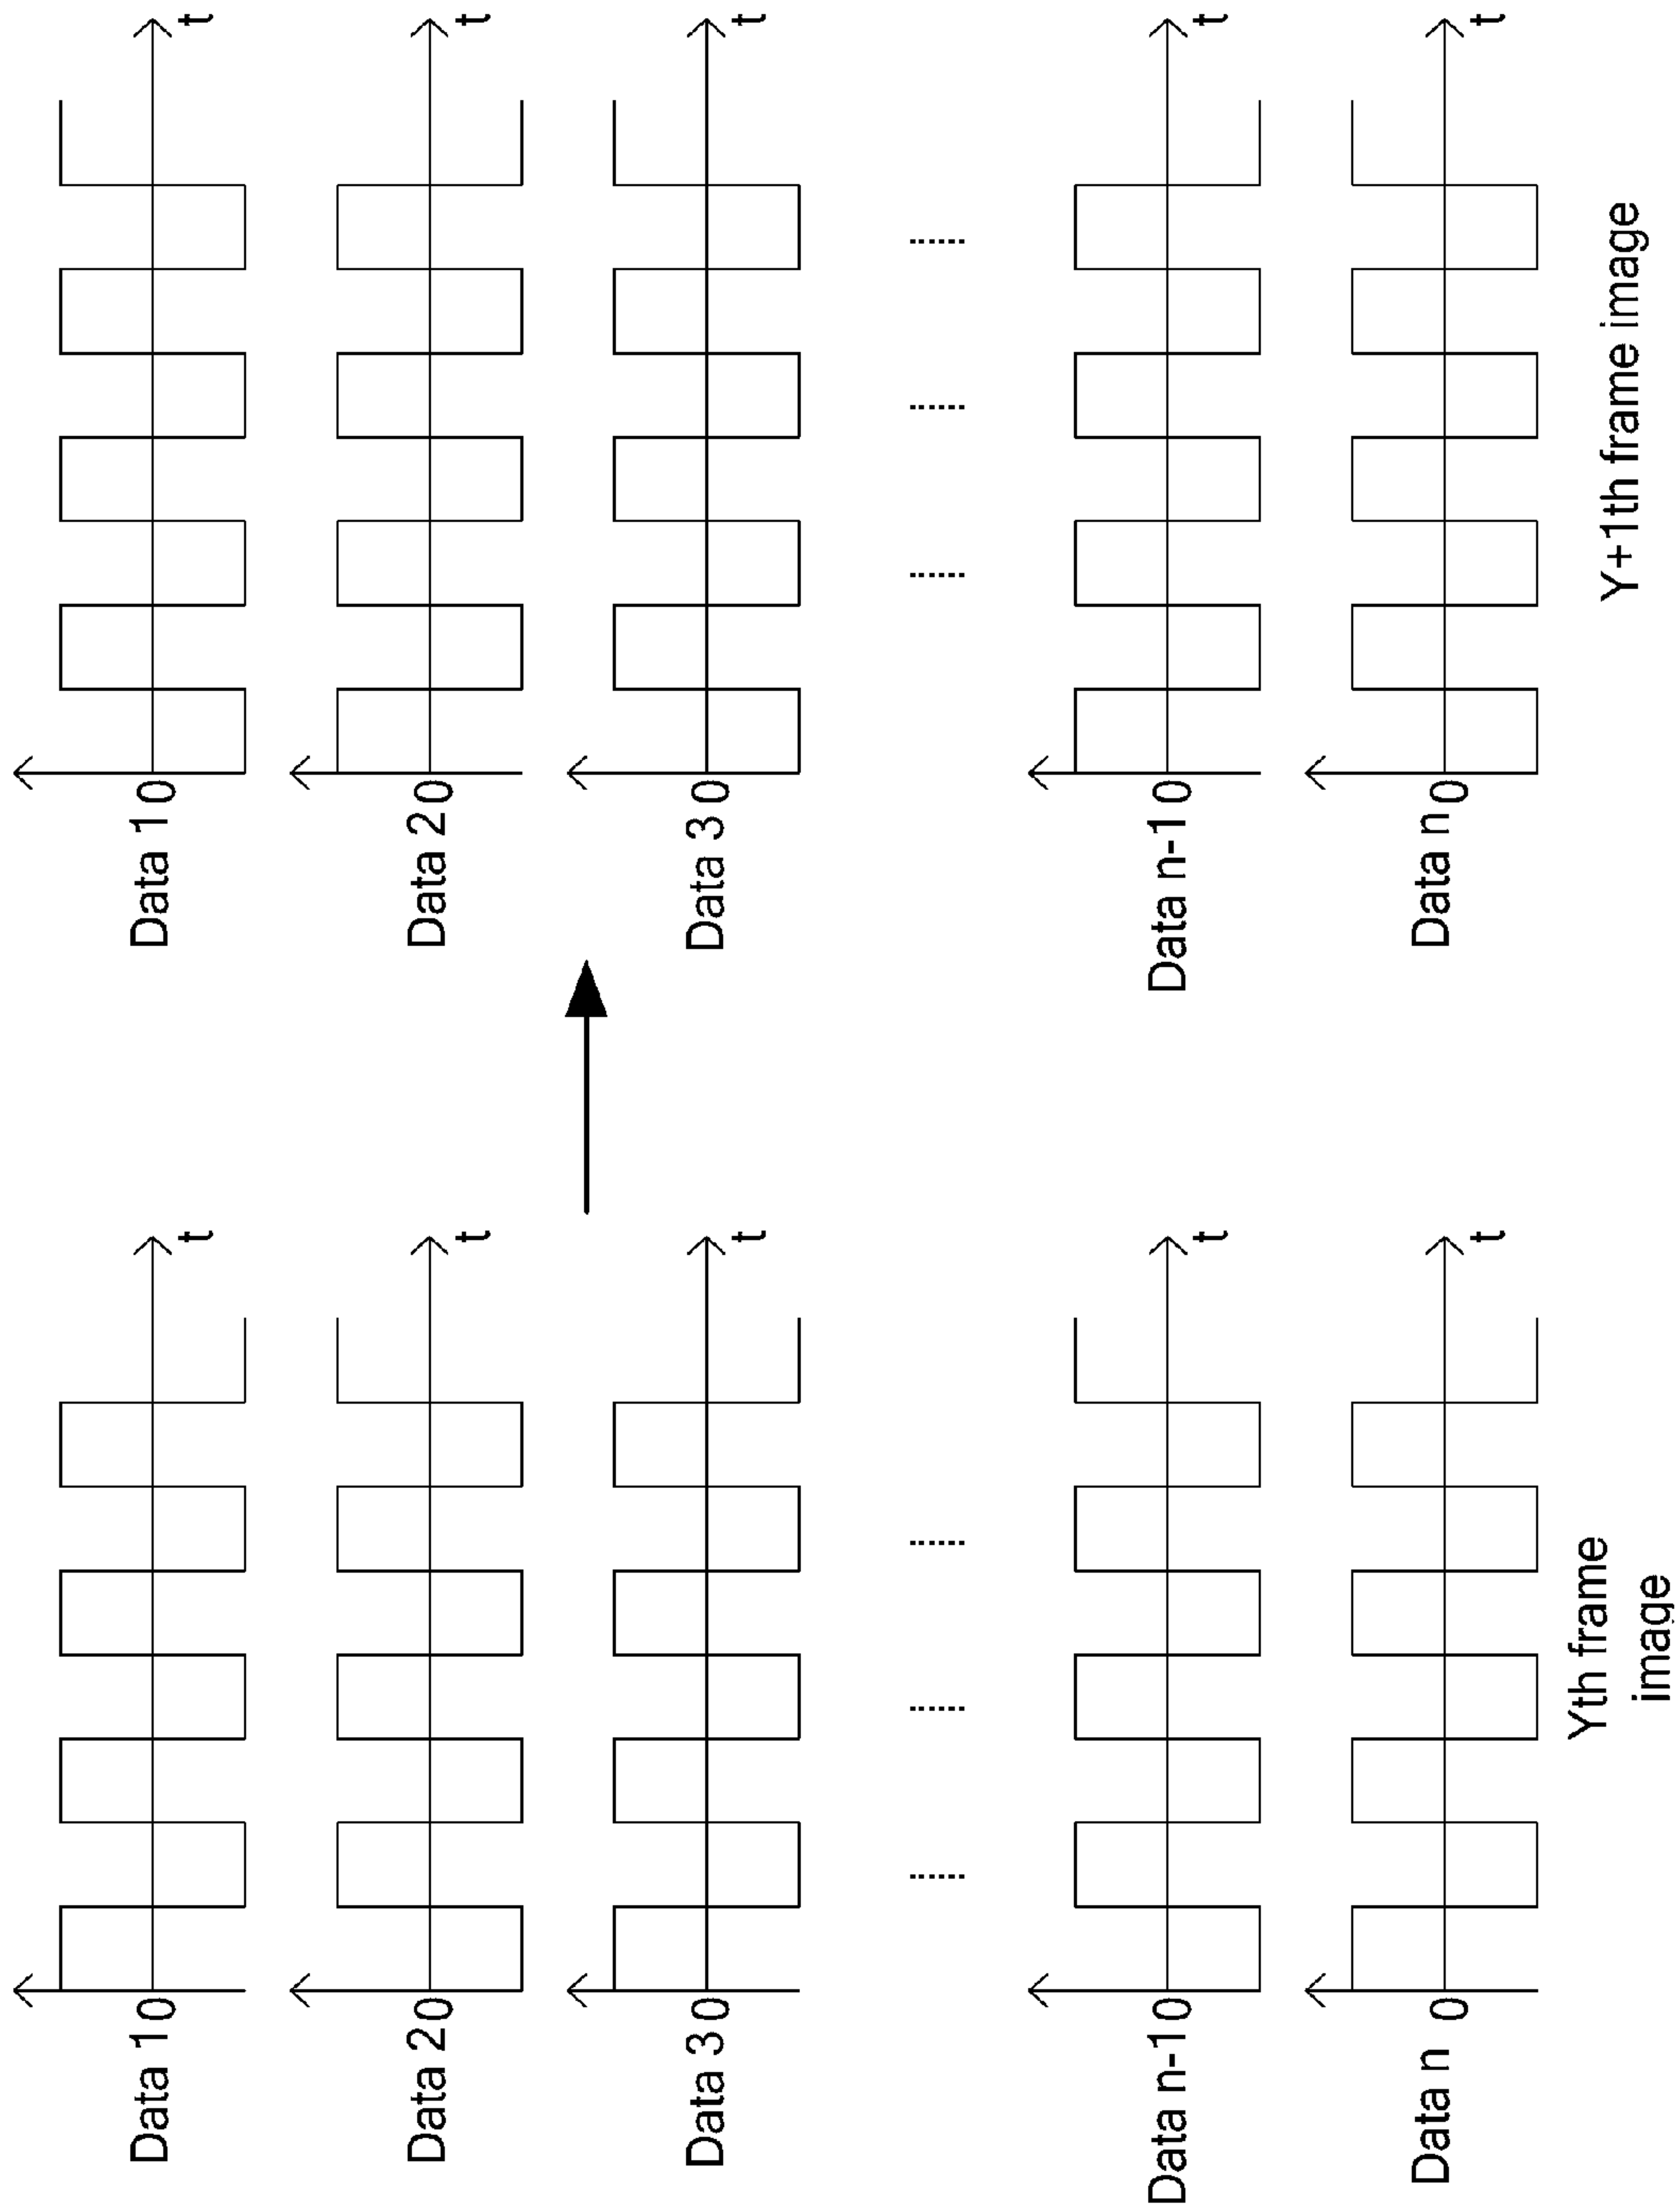 Data 1 0
t
Data 2 0
t
Data 3 0
t
...... ...... ......
Data n-1 0
t
Data n 0
t
Yth frame
image
Data 1 0
t
Data 2 0
t
Data 3 0
t
...... ...... ......
Data n-1 0
t
Data n 0
t
Y+1th frame image